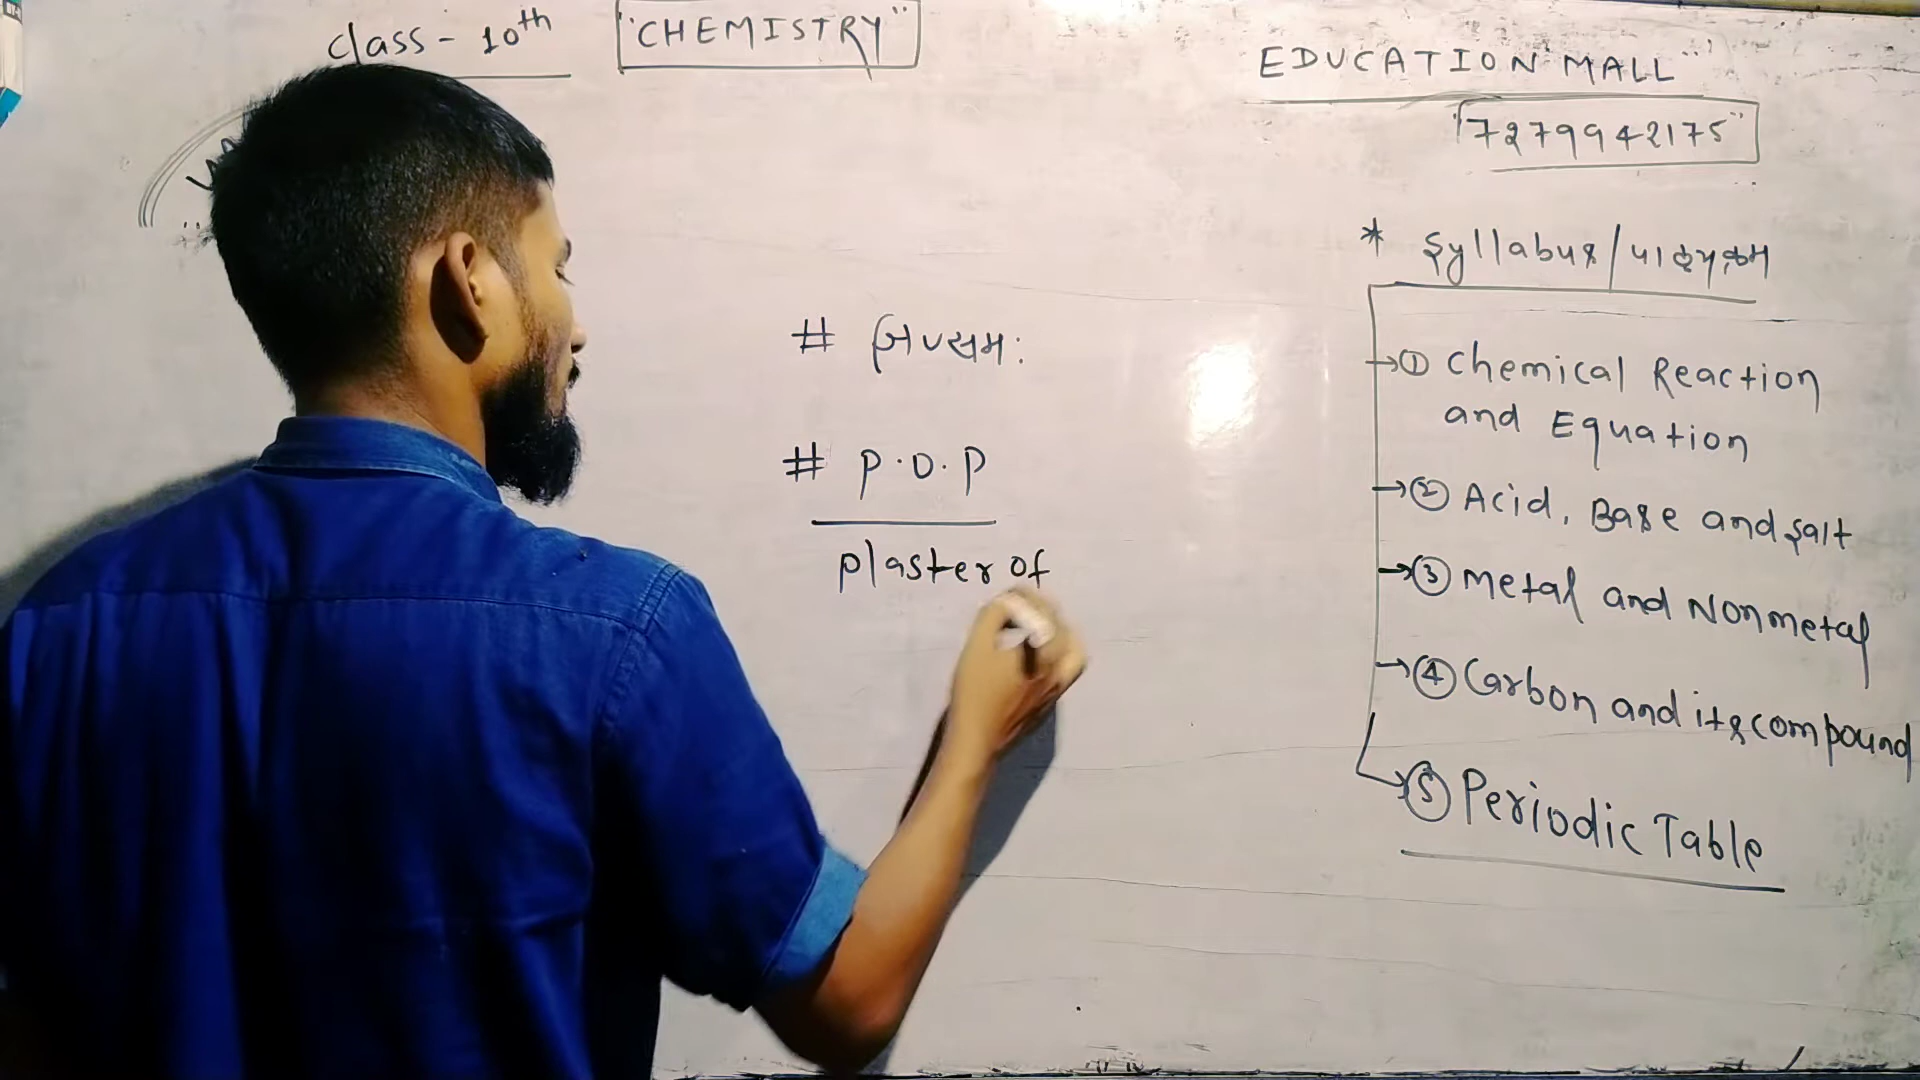 class - 10th
"CHEMISTRY"
EDUCATION MALL"
"7279942175"
* Syllabus / पाठ्यक्रम
① Chemical Reaction
and Equation
② Acid, Base and salt
③ Metal and Nonmetal
④ Carbon and its compound
⑤ Periodic Table
# जिप्सम:
# P.O.P
plaster of